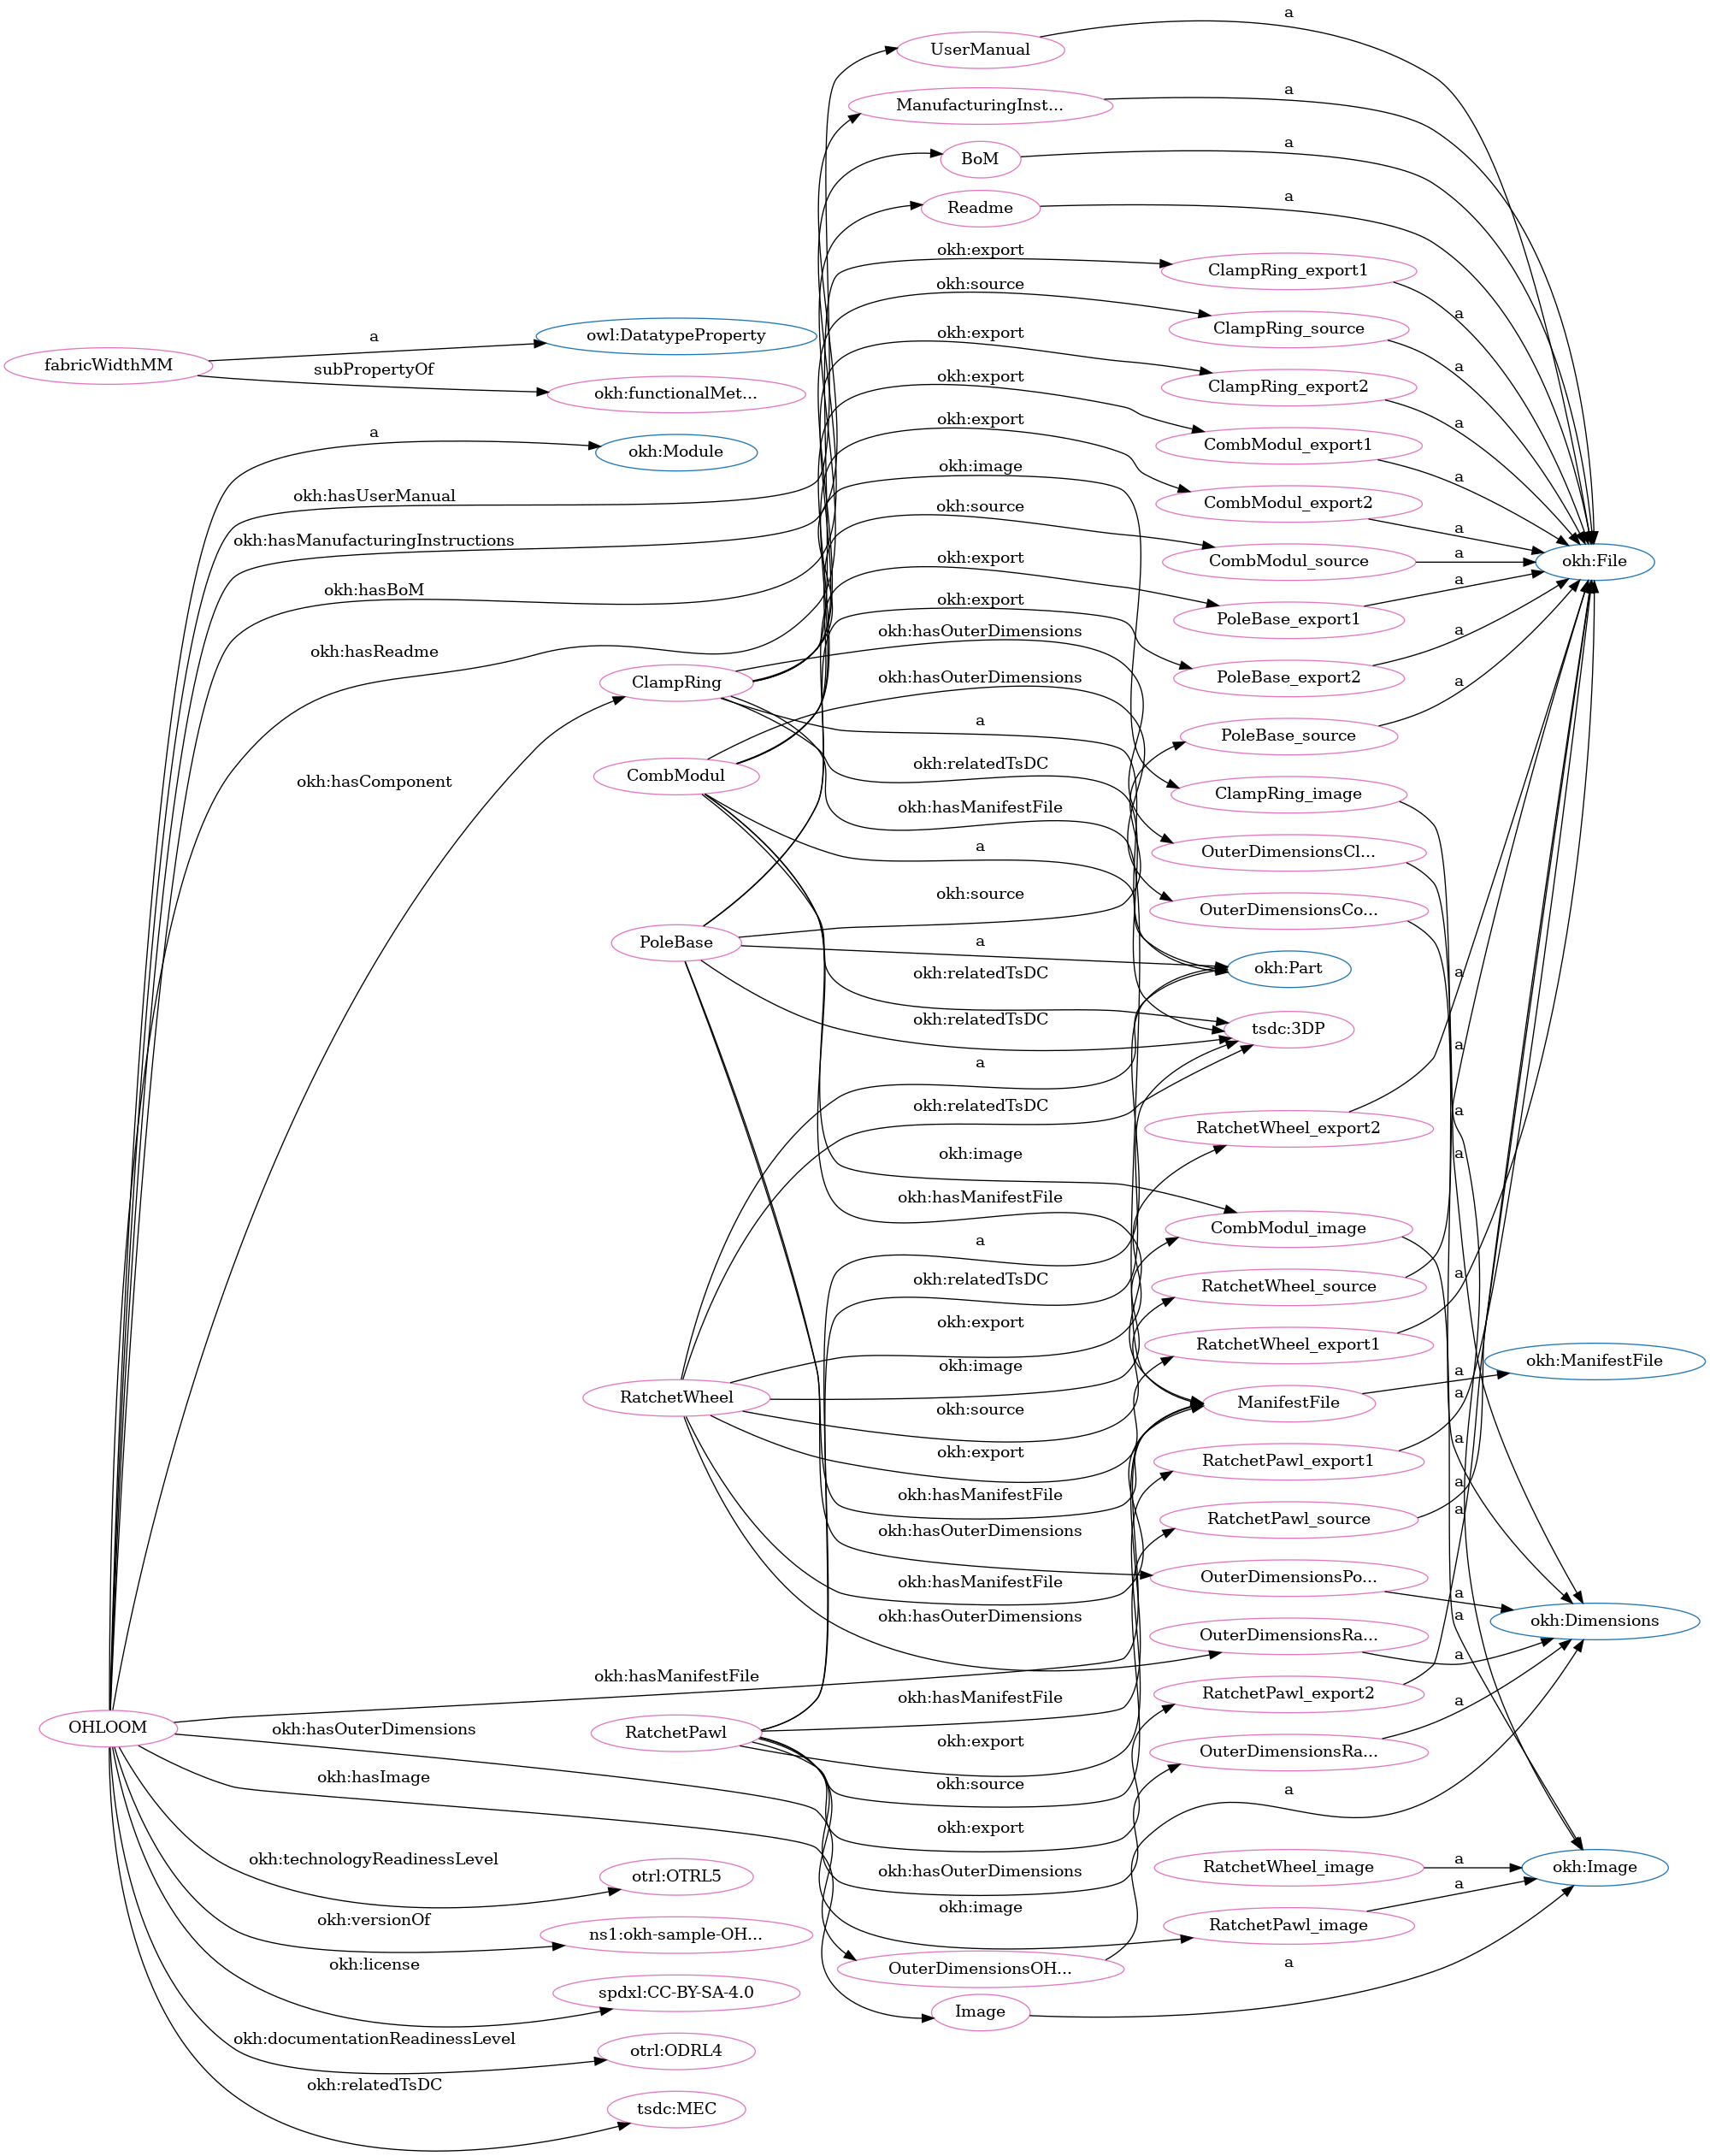 a
UserManual
a
ManufacturingInst...
a
BoM
a
Readme
okh:export
ClampRing_export1
a
okh:source
ClampRing_source
a
okh:export
ClampRing_export2
a
fabricWidthMM
a
owl:DatatypeProperty
subPropertyOf
okh:functionalMet...
okh:export
CombModul_export1
a
a
okh:Module
okh:export
CombModul_export2
a
okh:image
okh:hasUserManual
okh:source
CombModul_source
a
okh:File
okh:hasManufacturingInstructions
okh:export
PoleBase_export1
a
okh:hasBoM
okh:export
PoleBase_export2
a
okh:hasReadme
okh:hasOuterDimensions
ClampRing
okh:hasOuterDimensions
PoleBase_source
a
a
okh:hasComponent
CombModul
okh:relatedTsDC
ClampRing_image
okh:hasManifestFile
a
OuterDimensionsCl...
okh:source
OuterDimensionsCo...
PoleBase
a
okh:Part
okh:relatedTsDC
a
okh:relatedTsDC
tsdc:3DP
a
a
okh:relatedTsDC
RatchetWheel_export2
a
okh:image
a
okh:hasManifestFile
CombModul_image
a
okh:relatedTsDC
RatchetWheel_source
a
okh:export
RatchetWheel_export1
okh:image
okh:ManifestFile
RatchetWheel
okh:source
ManifestFile
a
a
okh:export
RatchetPawl_export1
a
okh:hasManifestFile
RatchetPawl_source
a
a
okh:hasOuterDimensions
okh:hasManifestFile
OuterDimensionsPo...
a
okh:hasOuterDimensions
OuterDimensionsRa...
a
okh:Dimensions
a
okh:hasManifestFile
okh:hasManifestFile
RatchetPawl_export2
OHLOOM
okh:hasOuterDimensions
RatchetPawl
okh:export
OuterDimensionsRa...
a
okh:hasImage
okh:source
a
okh:export
okh:technologyReadinessLevel
otrl:OTRL5
okh:hasOuterDimensions
RatchetWheel_image
a
okh:Image
okh:image
RatchetPawl_image
a
okh:versionOf
ns1:okh-sample-OH...
okh:license
OuterDimensionsOH...
a
spdxl:CC-BY-SA-4.0
Image
okh:documentationReadinessLevel
otrl:ODRL4
okh:relatedTsDC
tsdc:MEC